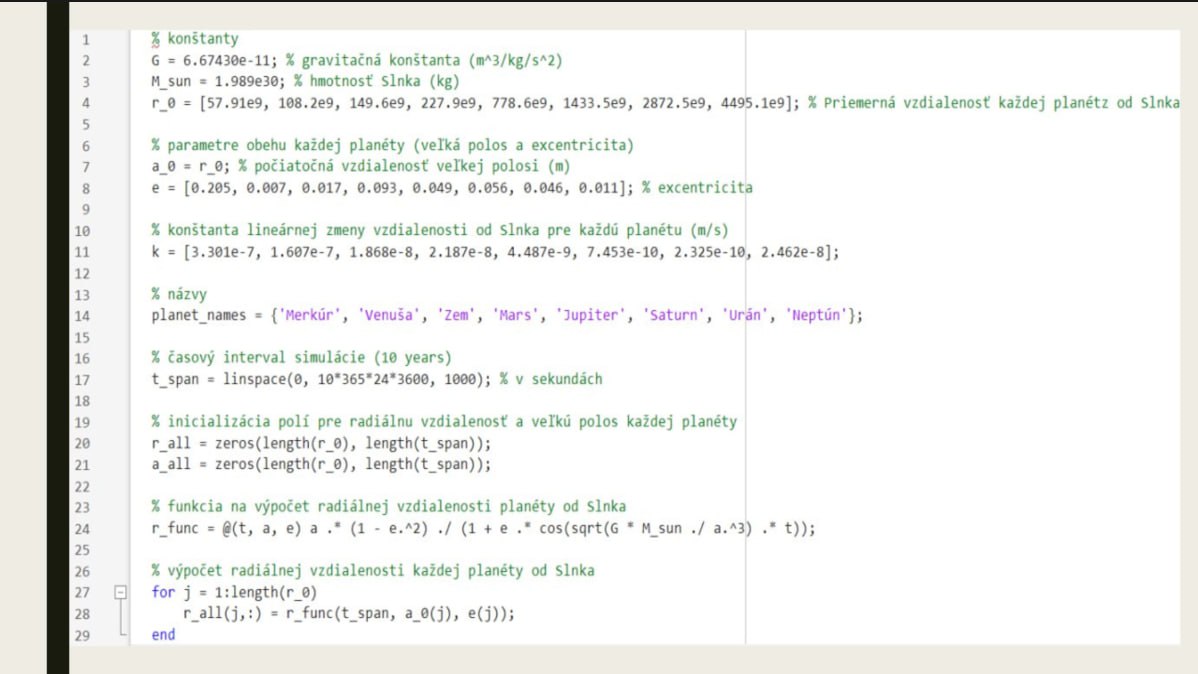 1 % konštanty
2 G = 6.67430e-11; % gravitačná konštanta (m^3/kg/s^2)
3 M_sun = 1.989e30; % hmotnosť Slnka (kg)
4 r_0 = [57.91e9, 108.2e9, 149.6e9, 227.9e9, 778.6e9, 1433.5e9, 2872.5e9, 4495.1e9]; % Priemerná vzdialenosť každej planétz od Slnka
5
6 % parametre obehu každej planéty (veľká polos a excentricita)
7 a_0 = r_0; % počiatočná vzdialenosť veľkej polosi (m)
8 e = [0.205, 0.007, 0.017, 0.093, 0.049, 0.056, 0.046, 0.011]; % excentricita
9
10 % konštanta lineárnej zmeny vzdialenosti od Slnka pre každú planétu (m/s)
11 k = [3.301e-7, 1.607e-7, 1.868e-8, 2.187e-8, 4.487e-9, 7.453e-10, 2.325e-10, 2.462e-8];
12
13 % názvy
14 planet_names = {'Merkúr', 'Venuša', 'Zem', 'Mars', 'Jupiter', 'Saturn', 'Urán', 'Neptún'};
15
16 % časový interval simulácie (10 years)
17 t_span = linspace(0, 10*365*24*3600, 1000); % v sekundách
18
19 % inicializácia polí pre radiálnu vzdialenosť a veľkú polos každej planéty
20 r_all = zeros(length(r_0), length(t_span));
21 a_all = zeros(length(r_0), length(t_span));
22
23 % funkcia na výpočet radiálnej vzdialenosti planéty od Slnka
24 r_func = @(t, a, e) a .* (1 - e.^2) ./ (1 + e .* cos(sqrt(G * M_sun ./ a.^3) .* t));
25
26 % výpočet radiálnej vzdialenosti každej planéty od Slnka
27 for j = 1:length(r_0)
28 r_all(j,:) = r_func(t_span, a_0(j), e(j));
29 end